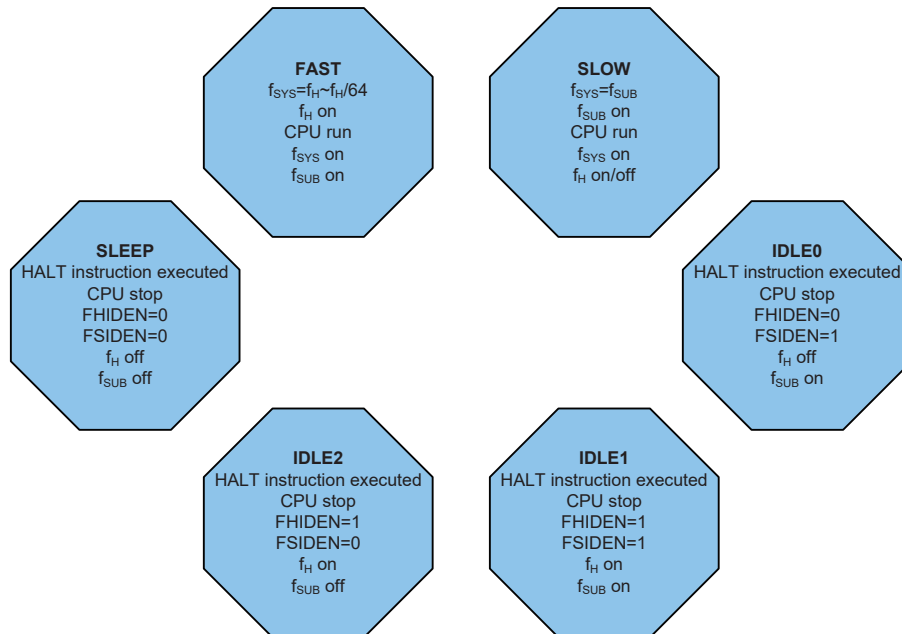 FAST
fSYS=fH~fH/64
fH on
CPU run
fSYS on
fSUB on
SLOW
fSYS=fSUB
fSUB on
CPU run
fSYS on
fH on/off
SLEEP
HALT instruction executed
CPU stop
FHIDEN=0
FSIDEN=0
fH off
fSUB off
IDLE0
HALT instruction executed
CPU stop
FHIDEN=0
FSIDEN=1
fH off
fSUB on
IDLE2
HALT instruction executed
CPU stop
FHIDEN=1
FSIDEN=0
fH on
fSUB off
IDLE1
HALT instruction executed
CPU stop
FHIDEN=1
FSIDEN=1
fH on
fSUB on